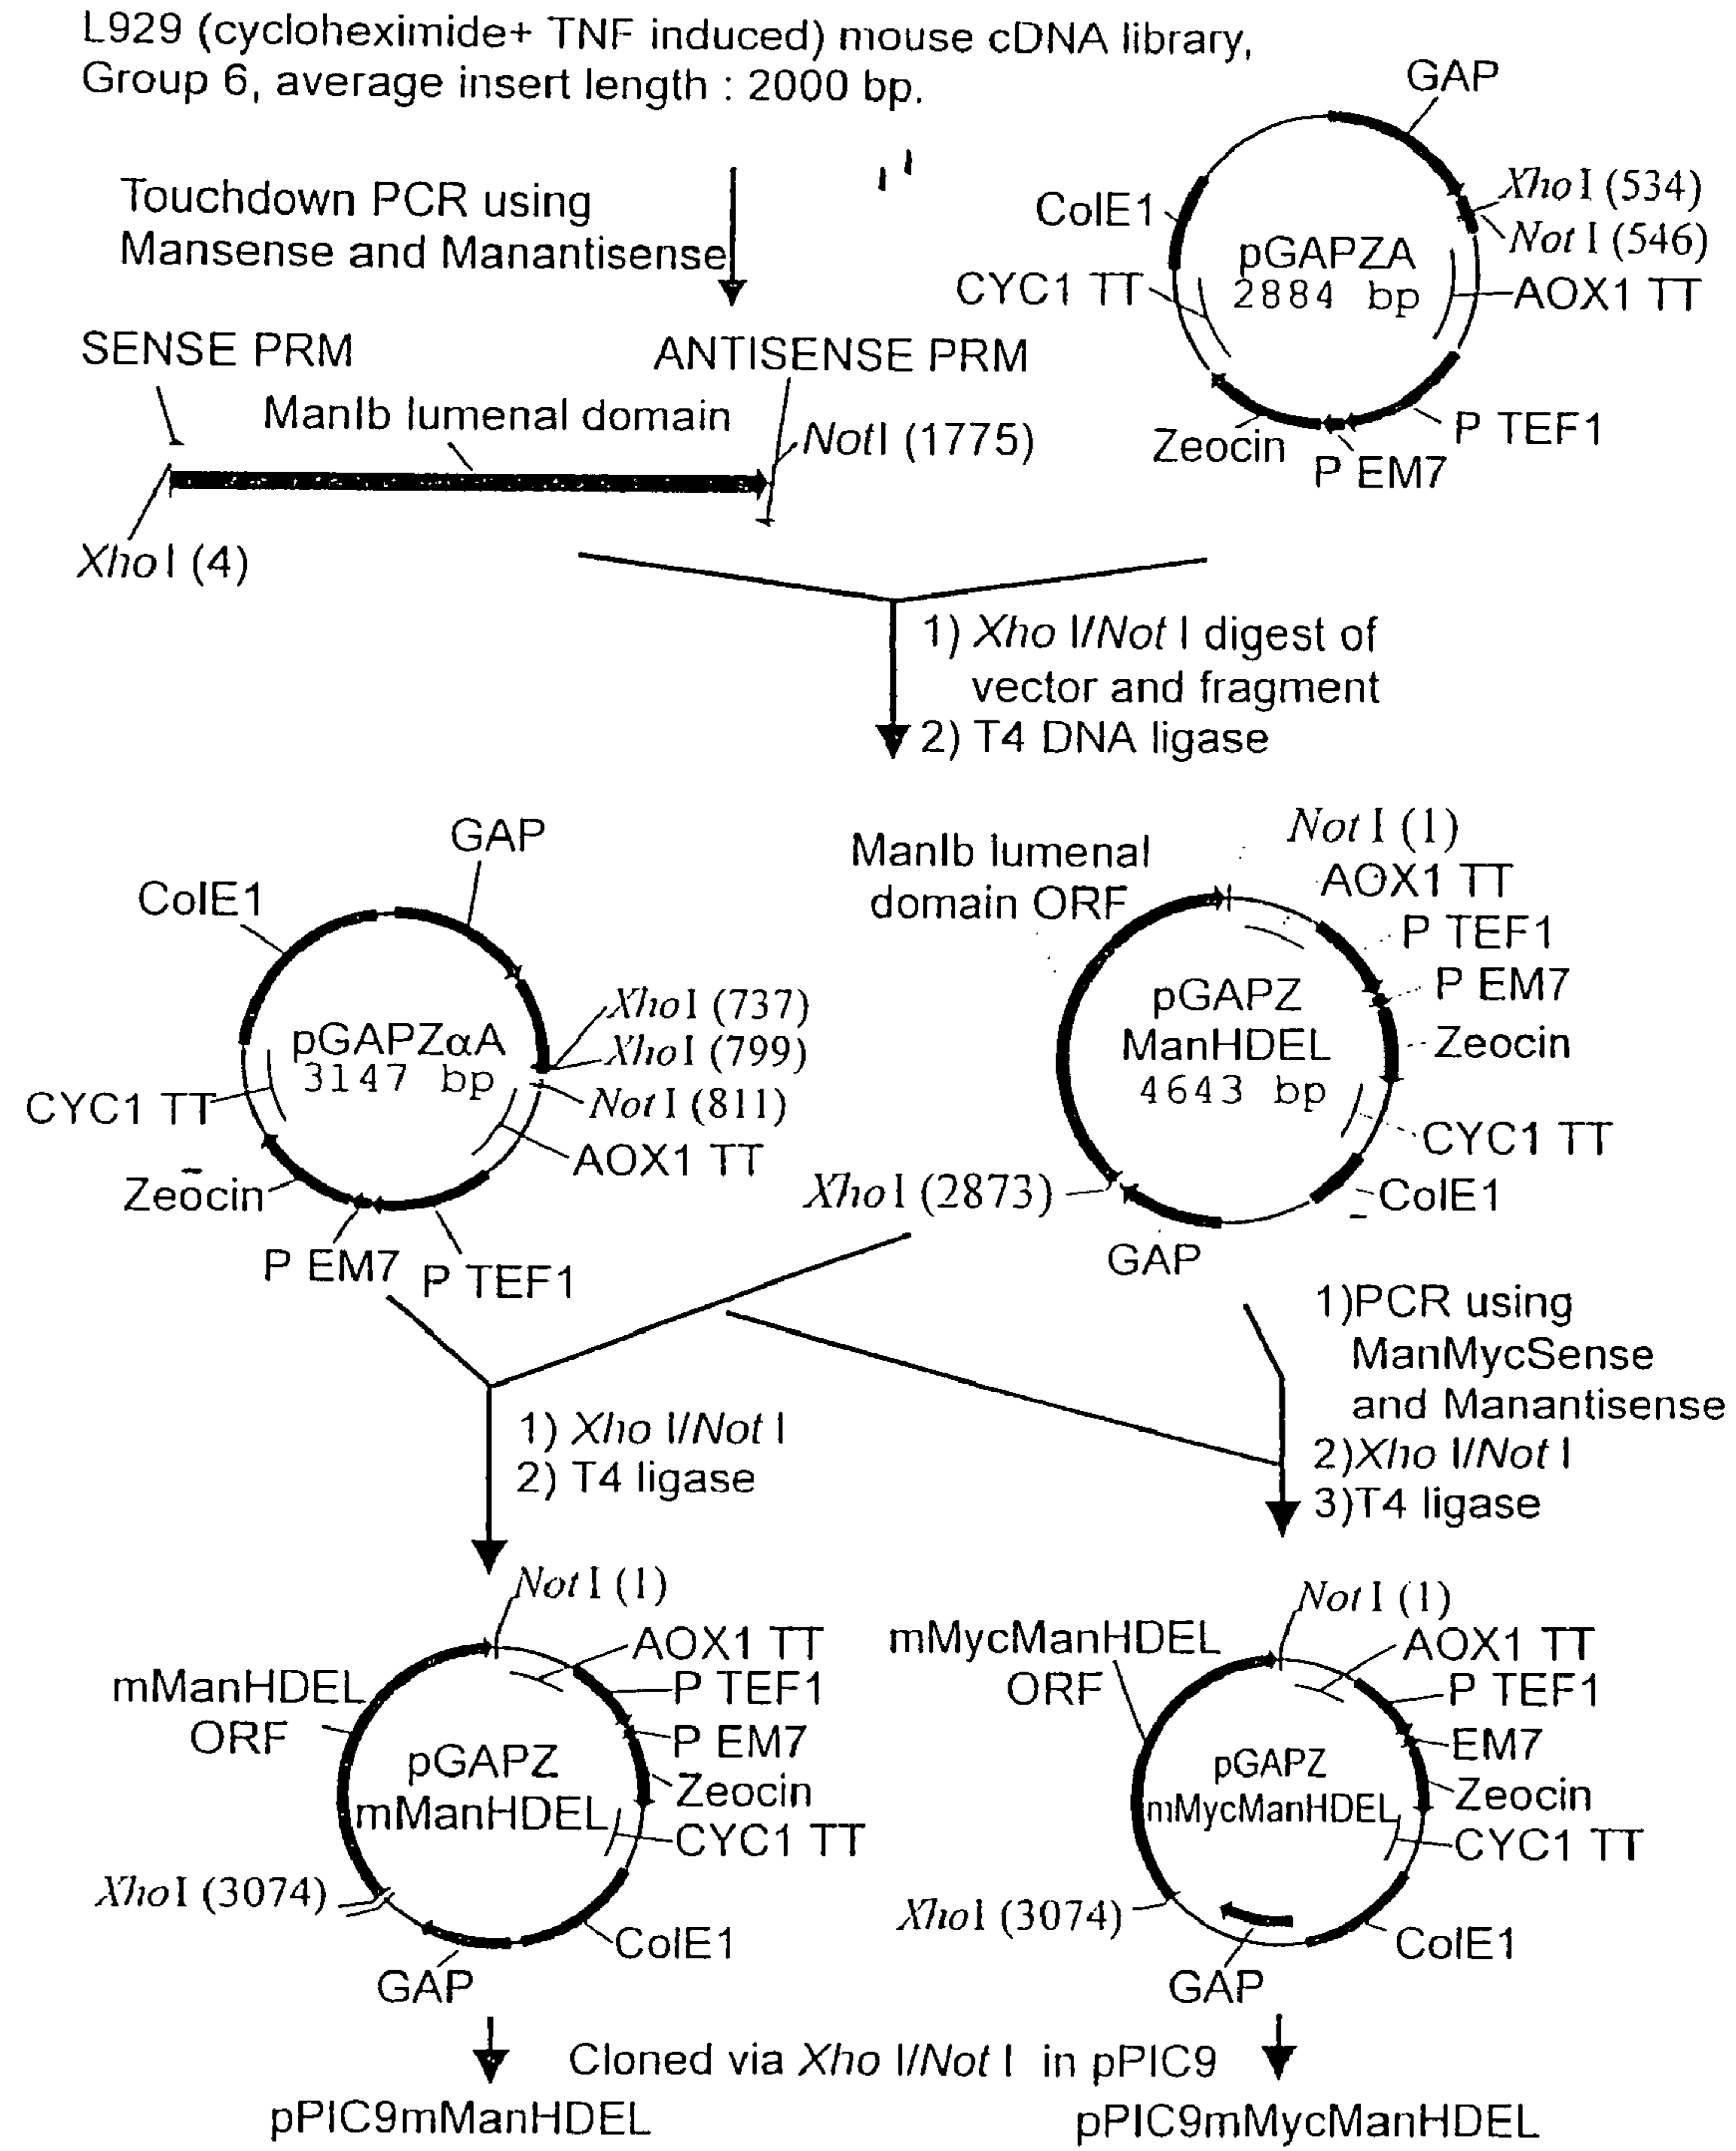 L929 (cycloheximide+ TNF induced) mouse cDNA library,
Group 6, average insert length : 2000 bp.
Touchdown PCR using
Mansense and Manantisense
GAP
XhoI (534)
NotI (546)
ColE1
pGAPZA
2884 bp
CYC1 TT
AOX1 TT
Zeocin
P EM7
P TEF1
SENSE PRM
ANTISENSE PRM
ManIb lumenal domain
NotI (1775)
XhoI (4)
1) Xho I/Not I digest of
vector and fragment
2) T4 DNA ligase
GAP
ColE1
pGAPZαA
3147 bp
XhoI (737)
XhoI (799)
NotI (811)
CYC1 TT
AOX1 TT
Zeocin
P EM7
P TEF1
ManIb lumenal
domain ORF
NotI (1)
AOX1 TT
P TEF1
P EM7
pGAPZ
ManHDEL
4643 bp
Zeocin
CYC1 TT
XhoI (2873)
ColE1
GAP
1) Xho I/Not I
2) T4 ligase
1)PCR using
ManMycSense
and Manantisense
2)Xho I/Not I
3)T4 ligase
NotI (1)
AOX1 TT
mManHDEL
ORF
P TEF1
P EM7
pGAPZ
mManHDEL
Zeocin
CYC1 TT
XhoI (3074)
ColE1
GAP
NotI (1)
mMycManHDEL
ORF
AOX1 TT
P TEF1
EM7
pGAPZ
mMycManHDEL
Zeocin
CYC1 TT
XhoI (3074)
ColE1
GAP
Cloned via Xho I/Not I in pPIC9
pPIC9mManHDEL
pPIC9mMycManHDEL